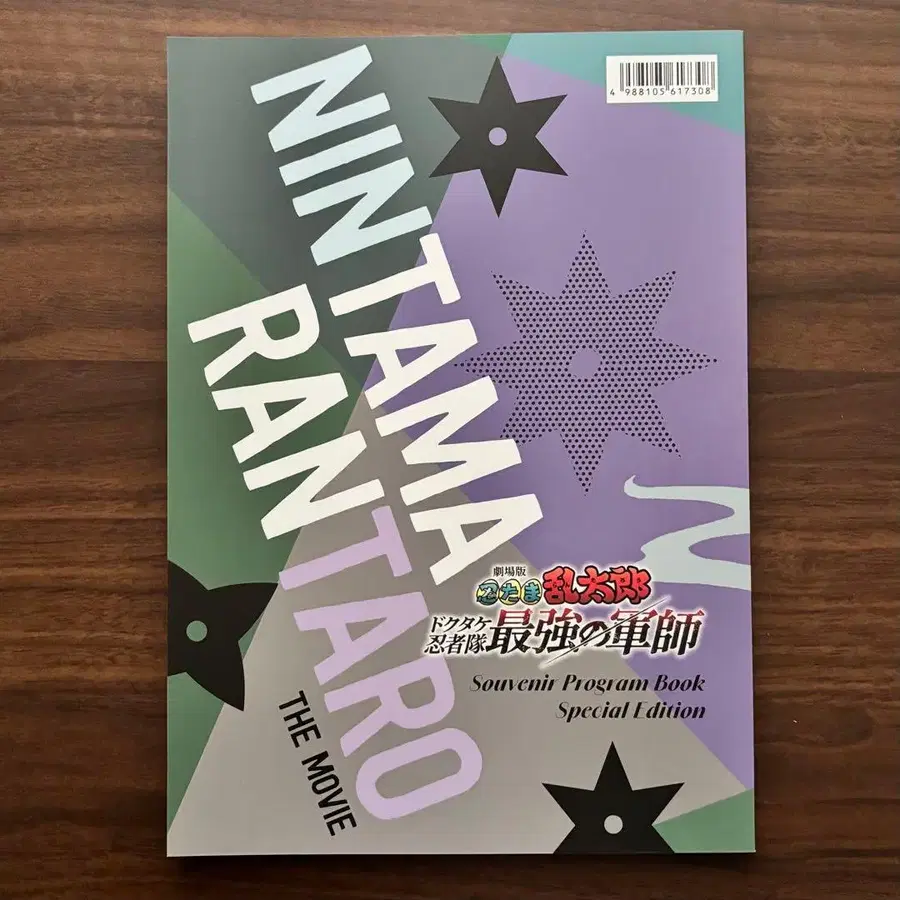 4 988105 617308
NINTAMA
RANTARO
THE MOVIE
劇場版
忍たま乱太郎
ドクタケ
忍者隊
最強の軍師
Souvenir Program Book
Special Edition